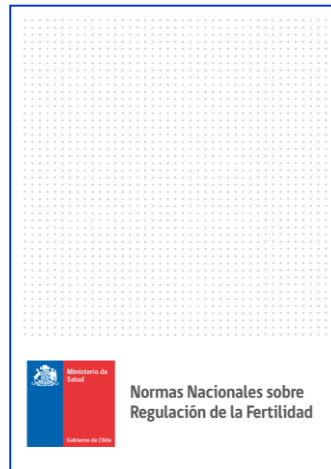 Ministerio de
Salud
Gobierno de Chile
Normas Nacionales sobre
Regulación de la Fertilidad